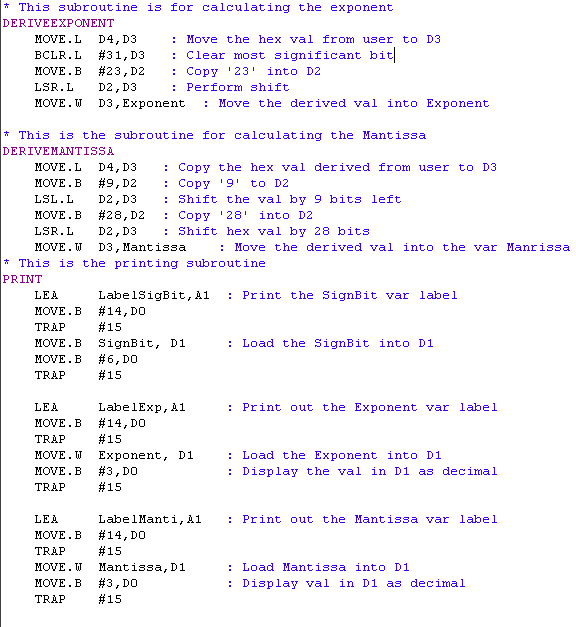 * This subroutine is for calculating the exponent
DERIVEEXPONENT
MOVE.L D4,D3 : Move the hex val from user to D3
BCLR.L #31,D3 : Clear most significant bit
MOVE.B #23,D2 : Copy '23' into D2
LSR.L D2,D3 : Perform shift
MOVE.W D3,Exponent : Move the derived val into Exponent
* This is the subroutine for calculating the Mantissa
DERIVEMANTISSA
MOVE.L D4,D3 : Copy the hex val derived from user to D3
MOVE.B #9,D2 : Copy '9' to D2
LSL.L D2,D3 : Shift the val by 9 bits left
MOVE.B #28,D2 : Copy '28' into D2
LSR.L D2,D3 : Shift hex val by 28 bits
MOVE.W D3,Mantissa : Move the derived val into the var Manrissa
* This is the printing subroutine
PRINT
LEA LabelSigBit,A1 : Print the SignBit var label
MOVE.B #14,D0
TRAP #15
MOVE.B SignBit, D1 : Load the SignBit into D1
MOVE.B #6,D0
TRAP #15
LEA LabelExp,A1 : Print out the Exponent var label
MOVE.B #14,D0
TRAP #15
MOVE.W Exponent, D1 : Load the Exponent into D1
MOVE.B #3,D0 : Display the val in D1 as decimal
TRAP #15
LEA LabelManti,A1 : Print out the Mantissa var label
MOVE.B #14,D0
TRAP #15
MOVE.W Mantissa,D1 : Load Mantissa into D1
MOVE.B #3,D0 : Display val in D1 as decimal
TRAP #15